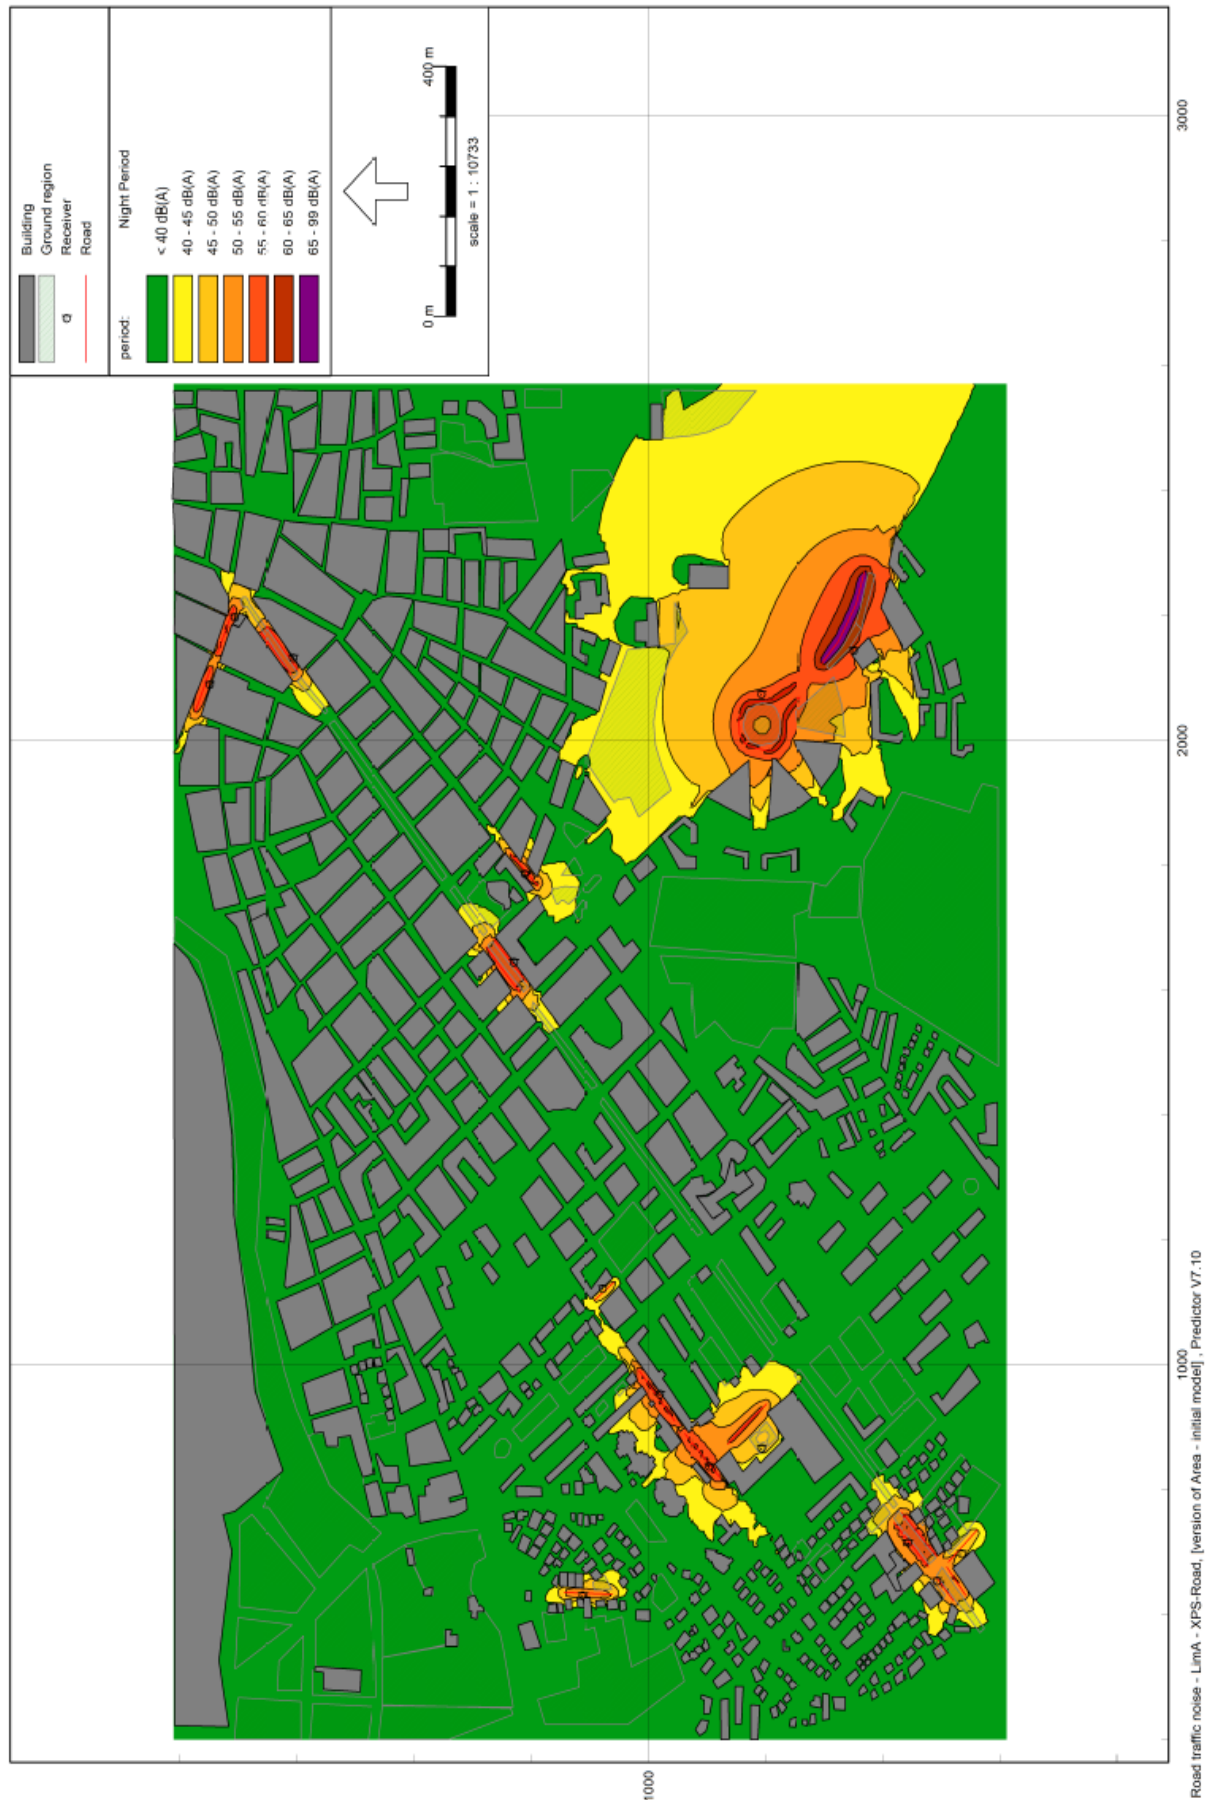 Building
Ground region
Receiver
Road
period:
Night Period
< 40 dB(A)
40 - 45 dB(A)
45 - 50 dB(A)
50 - 55 dB(A)
55 - 60 dB(A)
60 - 65 dB(A)
65 - 99 dB(A)
0 m
400 m
scale = 1 : 10733
1000
1000
2000
3000
Road traffic noise - LimA - XPS-Road, [version of Area - initial model] , Predictor V7.10